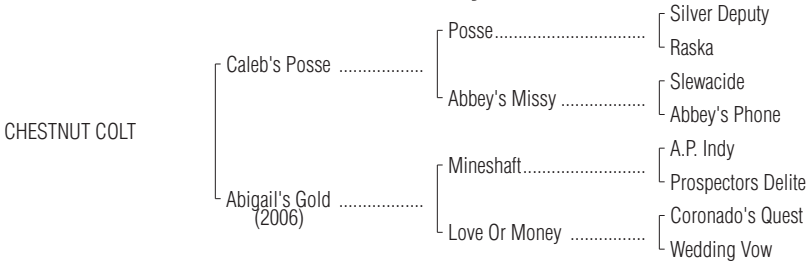 Silver Deputy
Posse..............................
Raska
Caleb's Posse .................
Slewacide
Abbey's Missy .................
Abbey's Phone
CHESTNUT COLT
A.P. Indy
Mineshaft.........................
Prospectors Delite
Abigail's Gold .................
(2006)
Coronado's Quest
Love Or Money ...............
Wedding Vow